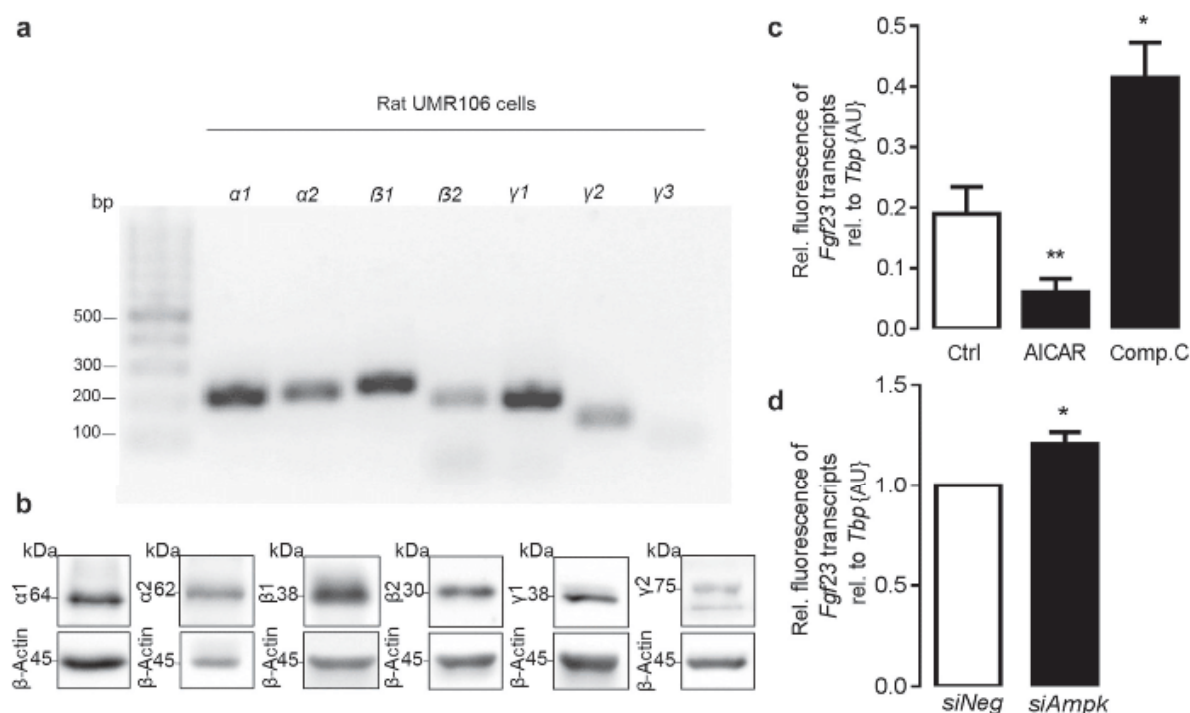 a
Rat UMR106 cells
bp
α1 α2 β1 β2 γ1 γ2 γ3
500
300
200
100
b
kDa kDa kDa kDa kDa kDa
α1 64 α2 62 β1 38 β2 30 γ1 38 γ2 75
β-Actin 45 β-Actin 45 β-Actin 45 β-Actin 45 β-Actin 45 β-Actin 45
c
Rel. fluorescence of
Fgf23 transcripts
rel. to Tbp {AU}
0.5
0.4
0.3
0.2
0.1
0.0
**
*
Ctrl AICAR Comp.C
d
Rel. fluorescence of
Fgf23 transcripts
rel. to Tbp {AU}
1.5
1.0
0.5
0.0
*
siNeg siAmpk